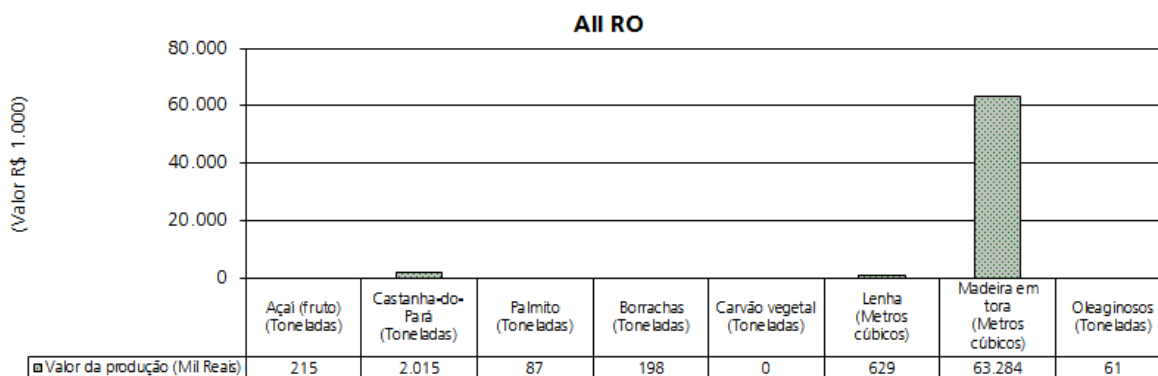 AII RO
(Valor R$ 1.000)
80.000
60.000
40.000
20.000
0
Açaí (fruto)
(Toneladas)
Castanha-do-
Pará
(Toneladas)
Palmito
(Toneladas)
Borrachas
(Toneladas)
Carvão vegetal
(Toneladas)
Lenha
(Metros
cúbicos)
Madeira em
tora
(Metros
cúbicos)
Oleaginosos
(Toneladas)
Valor da produção (Mil Reais) 215 2.015 87 198 0 629 63.284 61